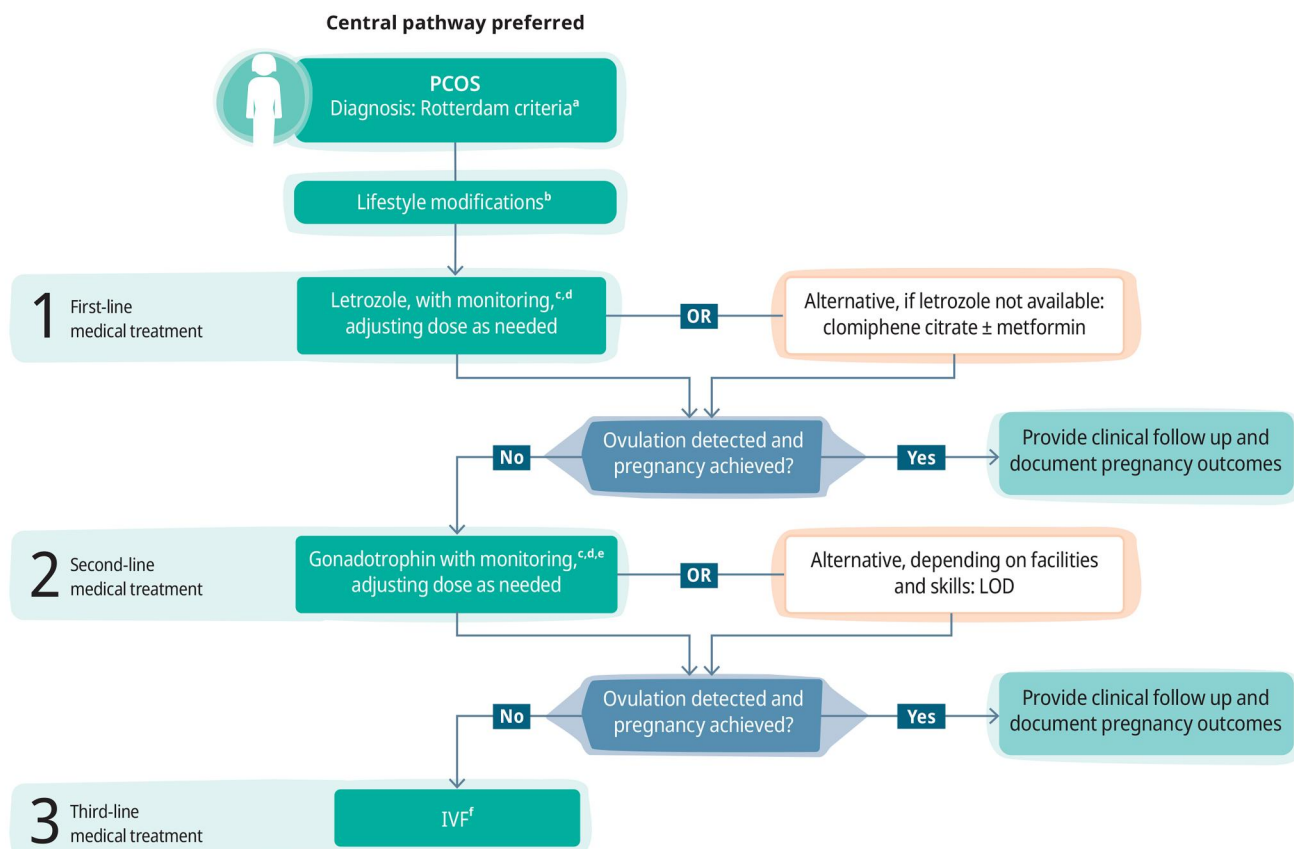 Central pathway preferred
PCOS
Diagnosis: Rotterdam criteriaᵃ
Lifestyle modificationsᵇ
1 First-line
medical treatment
Letrozole, with monitoring,ᶜ,ᵈ
adjusting dose as needed
OR
Alternative, if letrozole not available:
clomiphene citrate ± metformin
Ovulation detected and
pregnancy achieved?
No
Yes
Provide clinical follow up and
document pregnancy outcomes
2 Second-line
medical treatment
Gonadotrophin with monitoring,ᶜ,ᵈ,ᵉ
adjusting dose as needed
OR
Alternative, depending on facilities
and skills: LOD
Ovulation detected and
pregnancy achieved?
No
Yes
Provide clinical follow up and
document pregnancy outcomes
3 Third-line
medical treatment
IVFᶠ